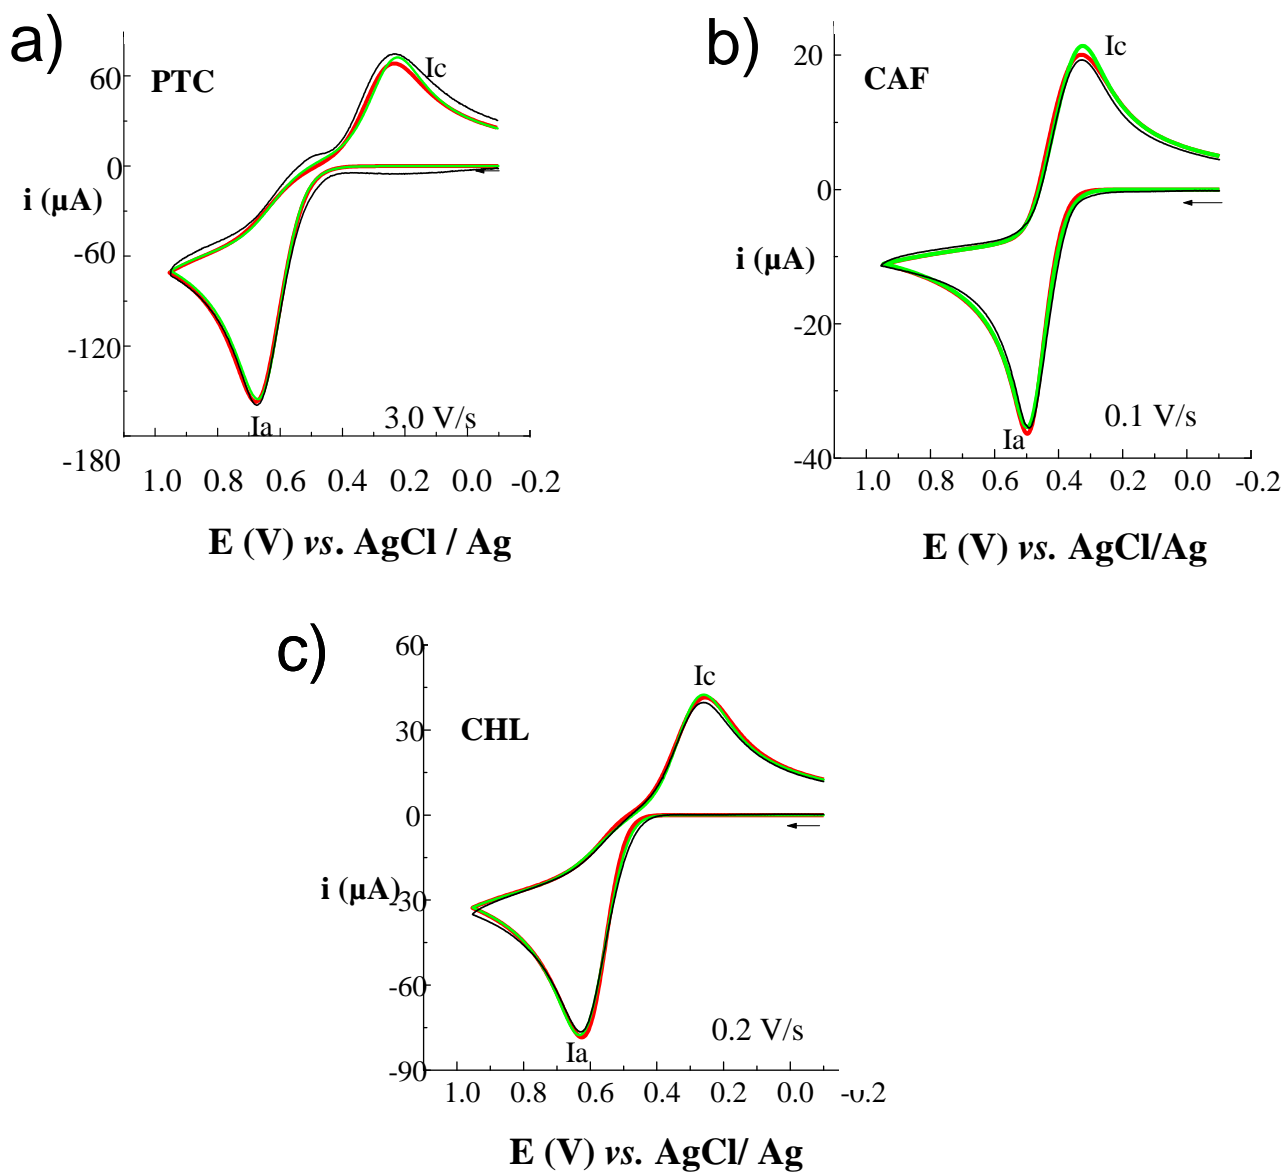 a)
PTC
Ic
60
0
i (µA)
-60
-120
-180
Ia
3.0 V/s
1.0 0.8 0.6 0.4 0.2 0.0 -0.2
E (V) vs. AgCl / Ag
b)
CAF
Ic
20
0
i (µA)
-20
-40
Ia
0.1 V/s
1.0 0.8 0.6 0.4 0.2 0.0 -0.2
E (V) vs. AgCl/Ag
c)
CHL
Ic
60
30
0
i (µA)
-30
-60
-90
Ia
0.2 V/s
1.0 0.8 0.6 0.4 0.2 0.0 -0.2
E (V) vs. AgCl/ Ag